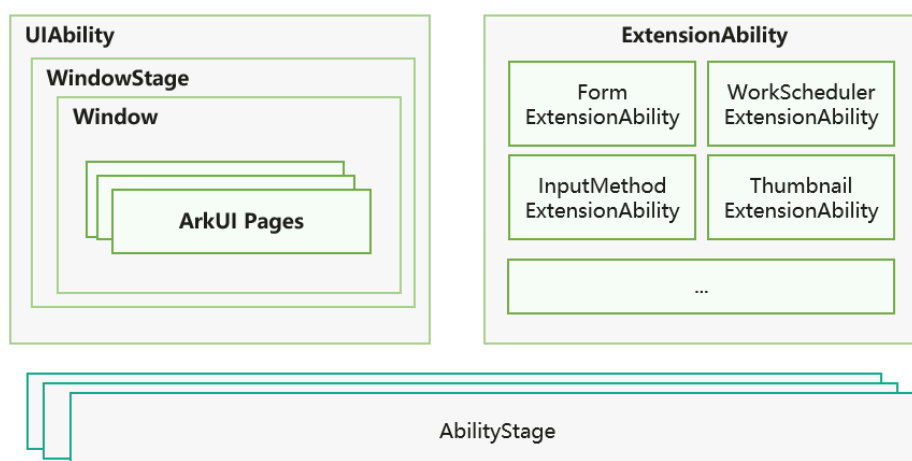 UIAbility
WindowStage
Window
ArkUI Pages
ExtensionAbility
Form
ExtensionAbility
WorkScheduler
ExtensionAbility
InputMethod
ExtensionAbility
Thumbnail
ExtensionAbility
...
AbilityStage